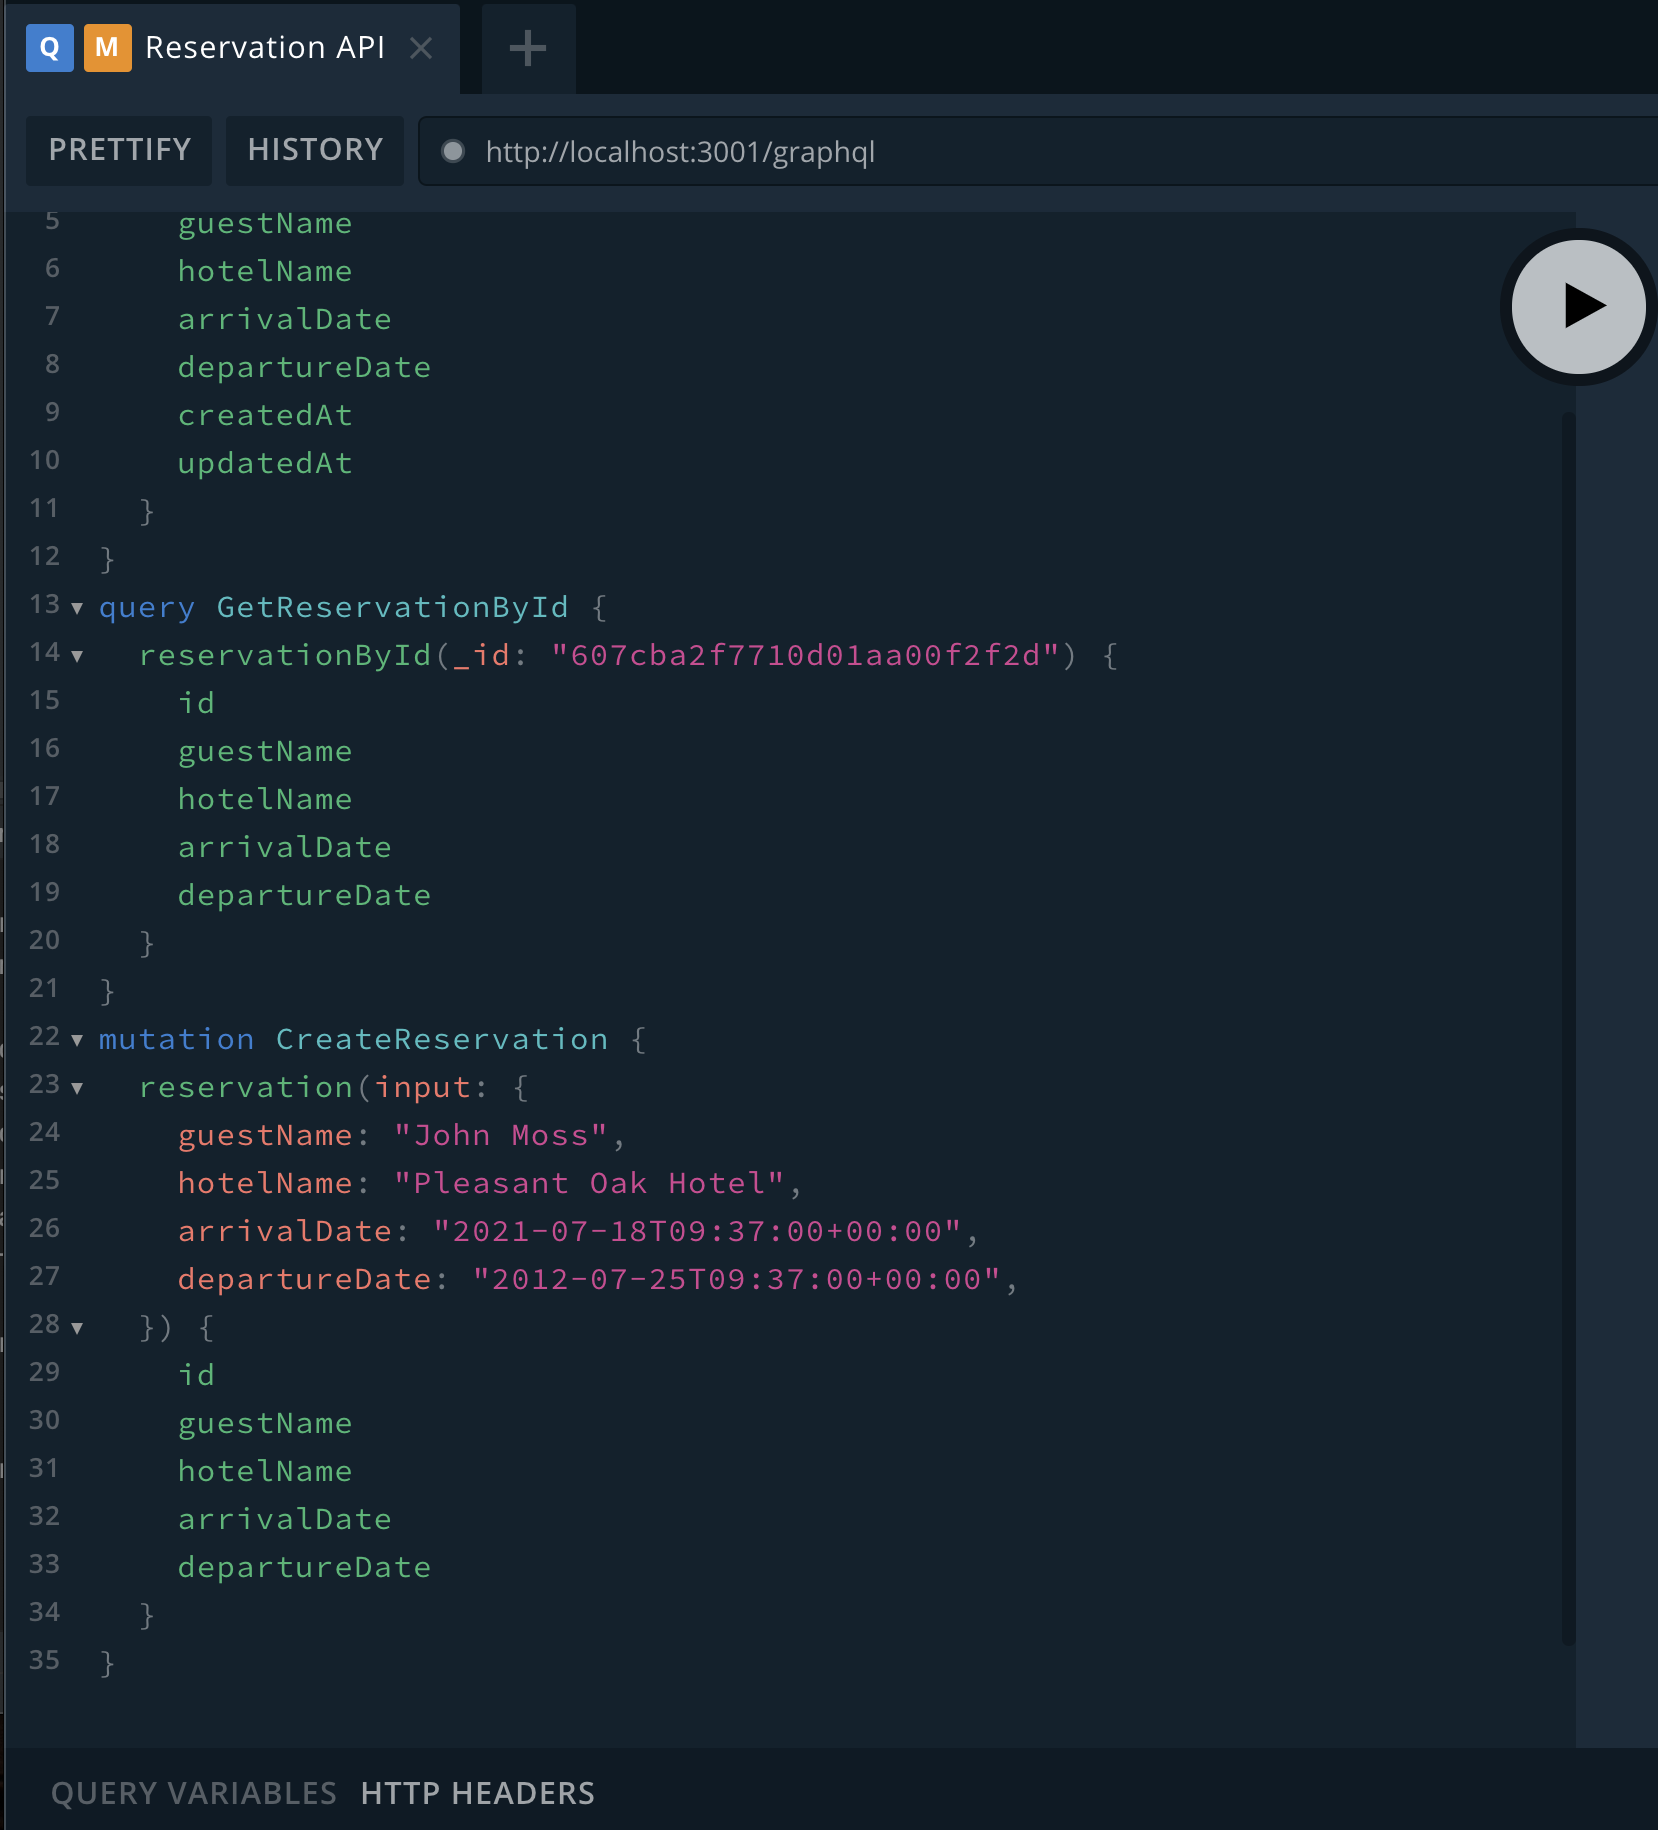 Q M Reservation API
PRETTIFY HISTORY http://localhost:3001/graphql
5 guestName
6 hotelName
7 arrivalDate
8 departureDate
9 createdAt
10 updatedAt
11 }
12 }
13 query GetReservationById {
14 reservationById(_id: "607cba2f7710d01aa00f2f2d") {
15 id
16 guestName
17 hotelName
18 arrivalDate
19 departureDate
20 }
21 }
22 mutation CreateReservation {
23 reservation(input: {
24 guestName: "John Moss",
25 hotelName: "Pleasant Oak Hotel",
26 arrivalDate: "2021-07-18T09:37:00+00:00",
27 departureDate: "2012-07-25T09:37:00+00:00",
28 }) {
29 id
30 guestName
31 hotelName
32 arrivalDate
33 departureDate
34 }
35 }
QUERY VARIABLES HTTP HEADERS